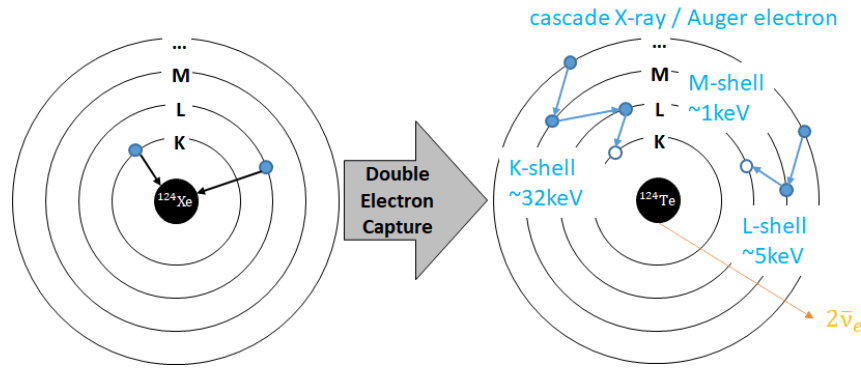 cascade X-ray / Auger electron
...
M
L
K
¹²⁴Xe
Double
Electron
Capture
...
M
L
K
M-shell
~1keV
K-shell
~32keV
¹²⁴Te
L-shell
~5keV
2ν̅ₑ